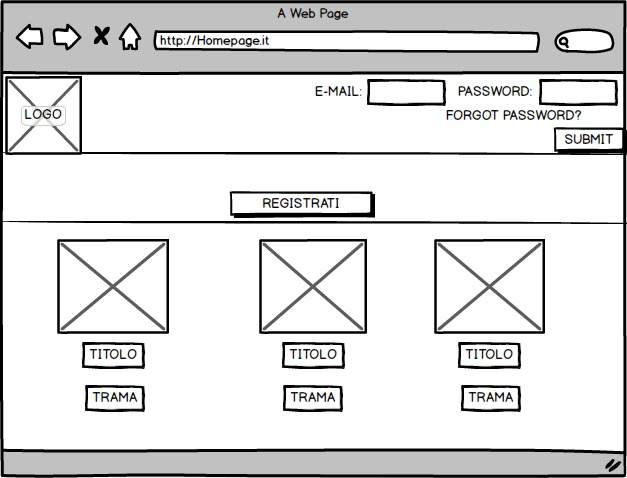 A Web Page
http://Homepage.it
LOGO
E-MAIL:
PASSWORD:
FORGOT PASSWORD?
SUBMIT
REGISTRATI
TITOLO
TITOLO
TITOLO
TRAMA
TRAMA
TRAMA